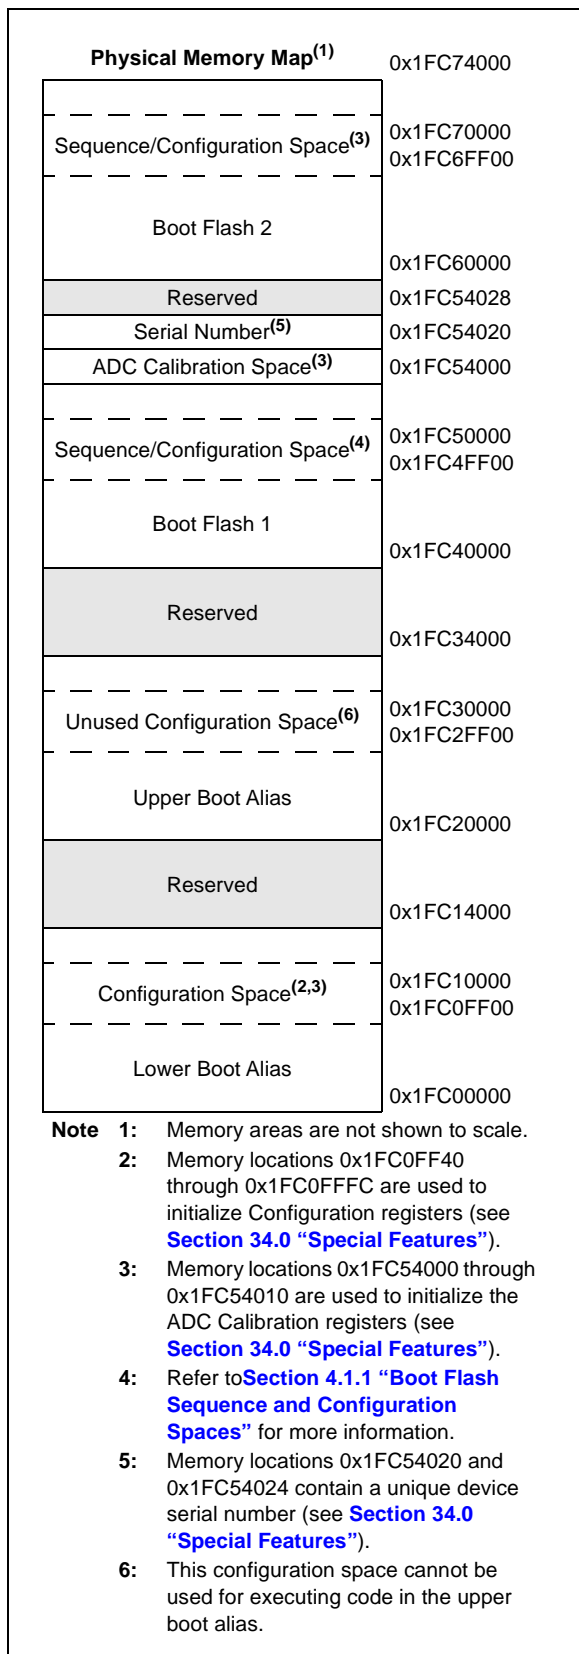 Physical Memory Map(1) 0x1FC74000
Sequence/Configuration Space(3) 0x1FC70000
0x1FC6FF00
Boot Flash 2
0x1FC60000
Reserved 0x1FC54028
Serial Number(5) 0x1FC54020
ADC Calibration Space(3) 0x1FC54000
Sequence/Configuration Space(4) 0x1FC50000
0x1FC4FF00
Boot Flash 1
0x1FC40000
Reserved
0x1FC34000
Unused Configuration Space(6) 0x1FC30000
0x1FC2FF00
Upper Boot Alias
0x1FC20000
Reserved
0x1FC14000
Configuration Space(2,3) 0x1FC10000
0x1FC0FF00
Lower Boot Alias
0x1FC00000
Note 1: Memory areas are not shown to scale.
2: Memory locations 0x1FC0FF40
through 0x1FC0FFFC are used to
initialize Configuration registers (see
Section 34.0 “Special Features”).
3: Memory locations 0x1FC54000 through
0x1FC54010 are used to initialize the
ADC Calibration registers (see
Section 34.0 “Special Features”).
4: Refer toSection 4.1.1 “Boot Flash
Sequence and Configuration
Spaces” for more information.
5: Memory locations 0x1FC54020 and
0x1FC54024 contain a unique device
serial number (see Section 34.0
“Special Features”).
6: This configuration space cannot be
used for executing code in the upper
boot alias.